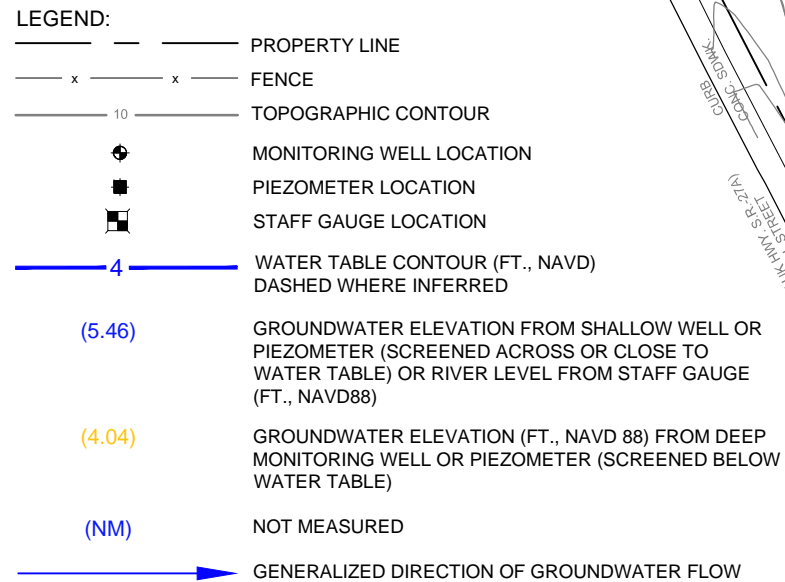 LEGEND:
PROPERTY LINE
x x FENCE
10 TOPOGRAPHIC CONTOUR
MONITORING WELL LOCATION
PIEZOMETER LOCATION
STAFF GAUGE LOCATION
4 WATER TABLE CONTOUR (FT., NAVD)
DASHED WHERE INFERRED
(5.46) GROUNDWATER ELEVATION FROM SHALLOW WELL OR
PIEZOMETER (SCREENED ACROSS OR CLOSE TO
WATER TABLE) OR RIVER LEVEL FROM STAFF GAUGE
(FT., NAVD88)
(4.04) GROUNDWATER ELEVATION (FT., NAVD 88) FROM DEEP
MONITORING WELL OR PIEZOMETER (SCREENED BELOW
WATER TABLE)
(NM) NOT MEASURED
GENERALIZED DIRECTION OF GROUNDWATER FLOW
CURB
CONC. SDWK.
HWY. S.R.-27A)
STREET